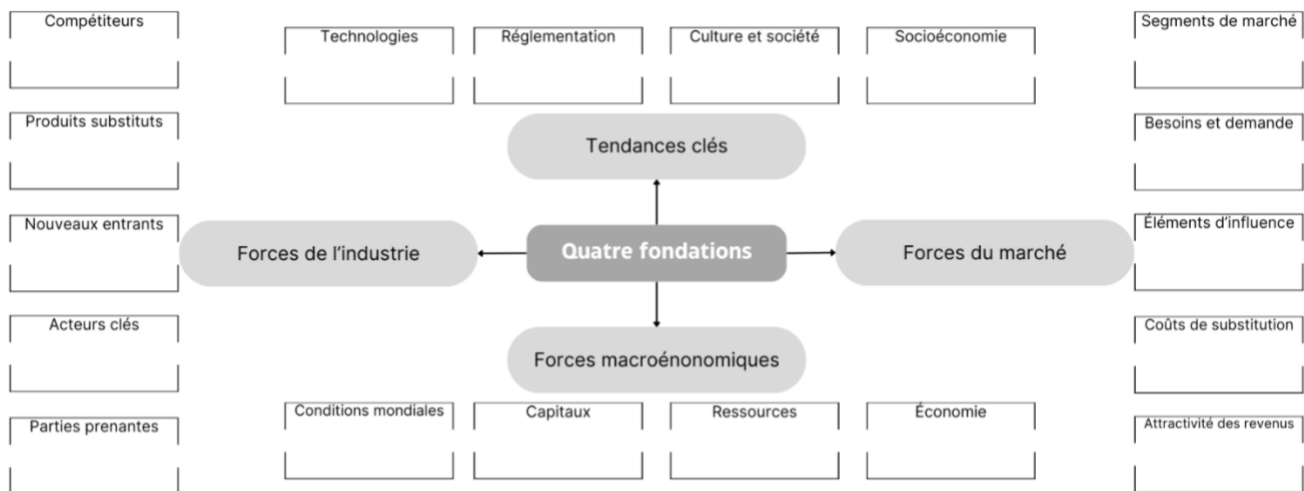 Compétiteurs
Produits substituts
Nouveaux entrants
Acteurs clés
Parties prenantes
Technologies
Réglementation
Culture et société
Socioéconomie
Tendances clés
Forces de l'industrie
Quatre fondations
Forces du marché
Forces macroénonomiques
Conditions mondiales
Capitaux
Ressources
Économie
Segments de marché
Besoins et demande
Éléments d'influence
Coûts de substitution
Attractivité des revenus